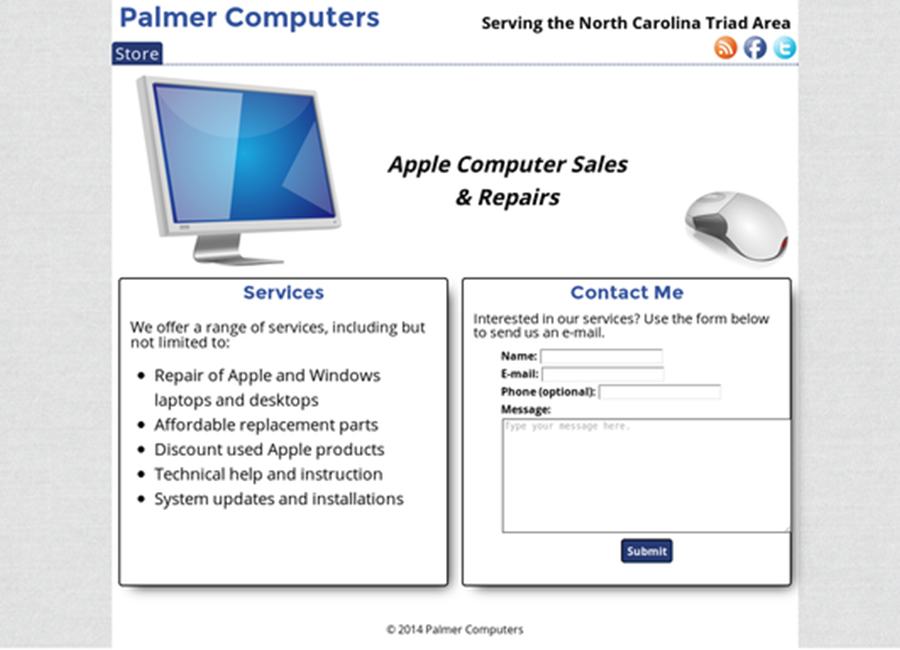 Palmer Computers
Serving the North Carolina Triad Area
Store
Apple Computer Sales
& Repairs
Services
We offer a range of services, including but
not limited to:
Repair of Apple and Windows
laptops and desktops
Affordable replacement parts
Discount used Apple products
Technical help and instruction
System updates and installations
Contact Me
Interested in our services? Use the form below
to send us an e-mail.
Name:
E-mail:
Phone (optional):
Message:
Type your message here.
Submit
© 2014 Palmer Computers